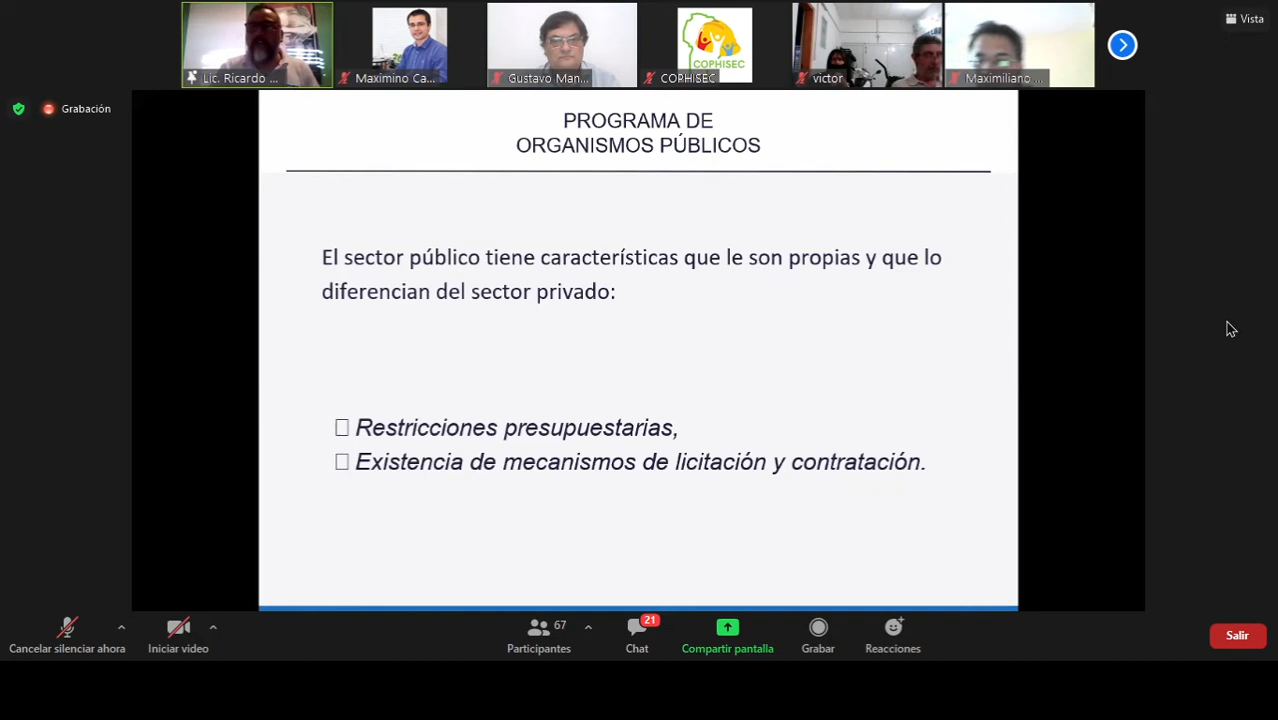 Lic. Ricardo ...
Maximino Ca...
Gustavo Man...
COPHISEC
COPHISEC
victor
Maximiliano ...
Vista
Grabación
PROGRAMA DE
ORGANISMOS PÚBLICOS
El sector público tiene características que le son propias y que lo
diferencian del sector privado:
Restricciones presupuestarias,
Existencia de mecanismos de licitación y contratación.
Cancelar silenciar ahora
Iniciar video
67
Participantes
21
Chat
Compartir pantalla
Grabar
Reacciones
Salir